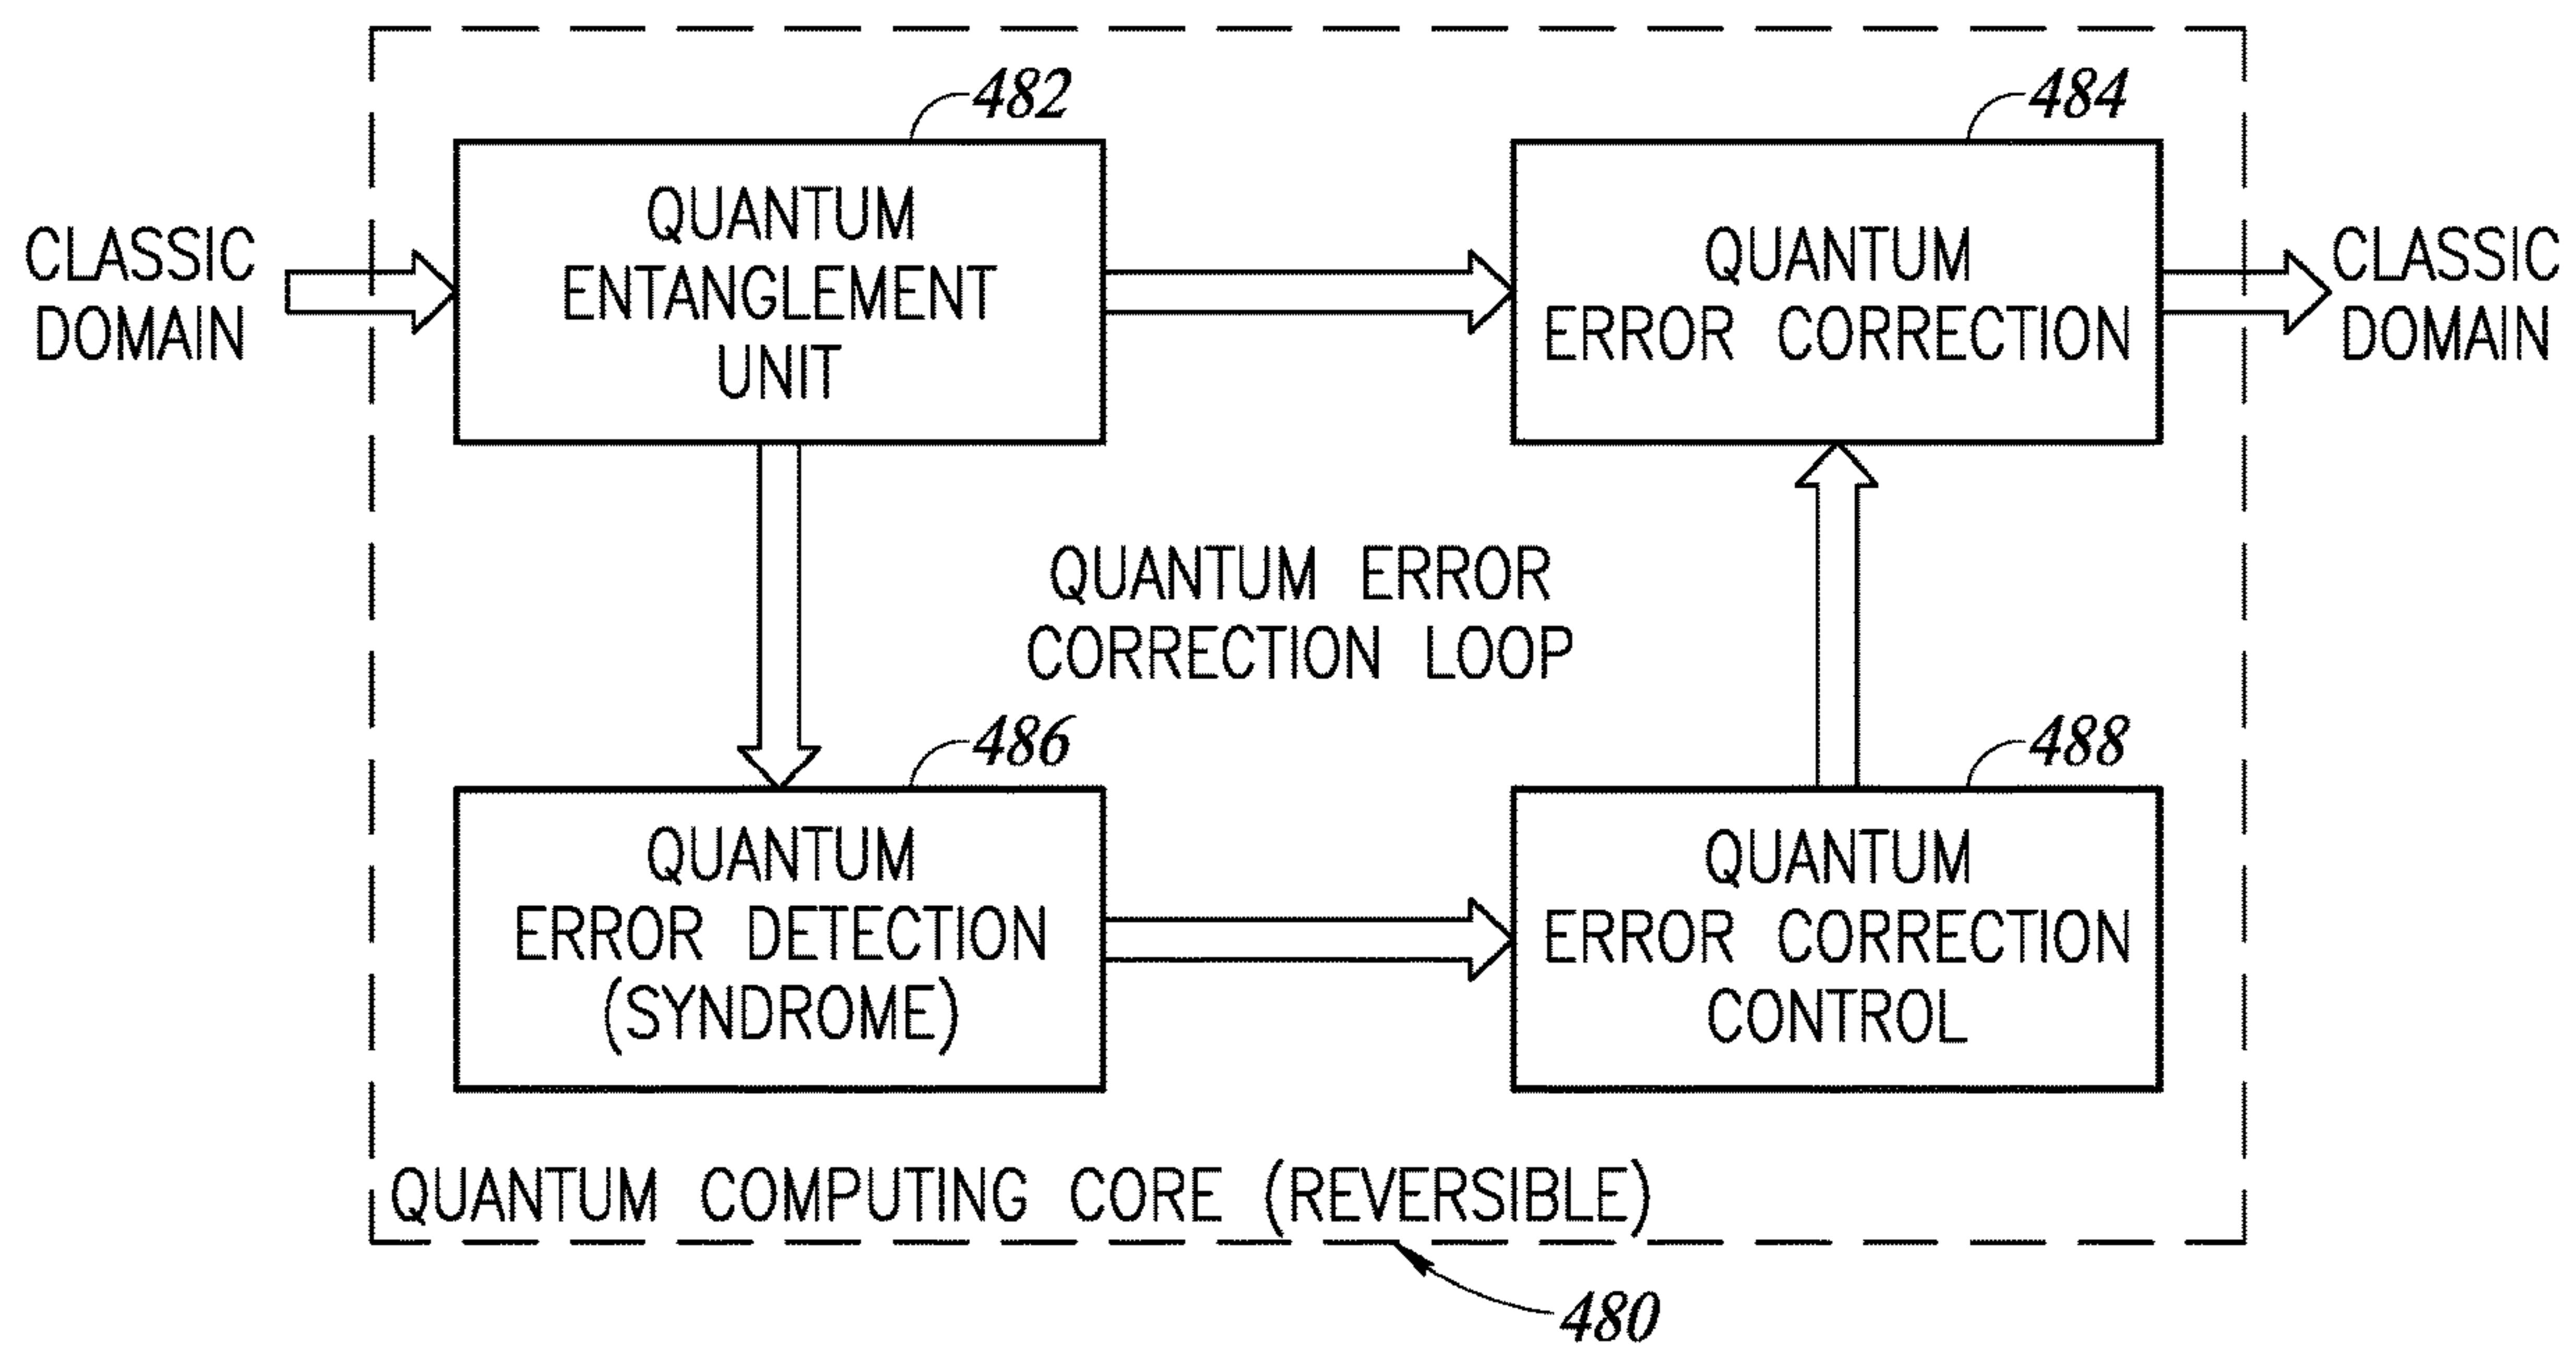 482
484
CLASSIC
DOMAIN
QUANTUM
ENTANGLEMENT
UNIT
QUANTUM
ERROR CORRECTION
CLASSIC
DOMAIN
QUANTUM ERROR
CORRECTION LOOP
486
488
QUANTUM
ERROR DETECTION
(SYNDROME)
QUANTUM
ERROR CORRECTION
CONTROL
QUANTUM COMPUTING CORE (REVERSIBLE)
480